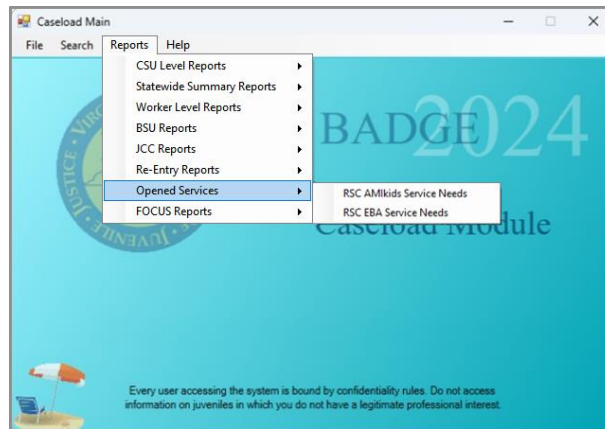 Caseload Main
File Search Reports Help
CSU Level Reports
Statewide Summary Reports
Worker Level Reports
BSU Reports
JCC Reports
Re-Entry Reports
Opened Services
FOCUS Reports
RSC AMIkids Service Needs
RSC EBA Service Needs
BADGE 2024
Caseload Module
JUVENILE JUSTICE
Every user accessing the system is bound by confidentiality rules. Do not access
information on juveniles in which you do not have a legitimate professional interest.